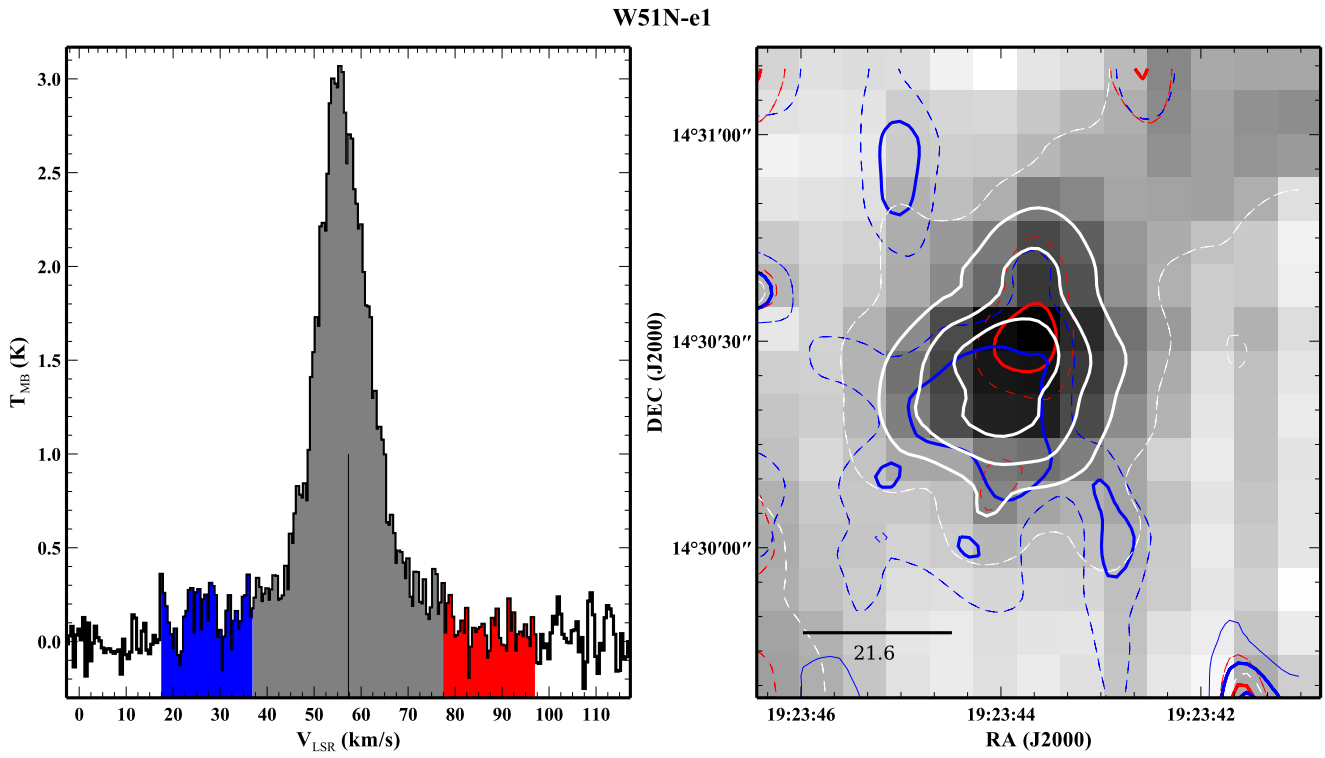 W51N-e1
3.0
2.5
2.0
1.5
1.0
0.5
0.0
T_MB (K)
0 10 20 30 40 50 60 70 80 90 100 110
V_LSR (km/s)
14°31′00″
14°30′30″
14°30′00″
DEC (J2000)
21.6
19:23:46 19:23:44 19:23:42
RA (J2000)